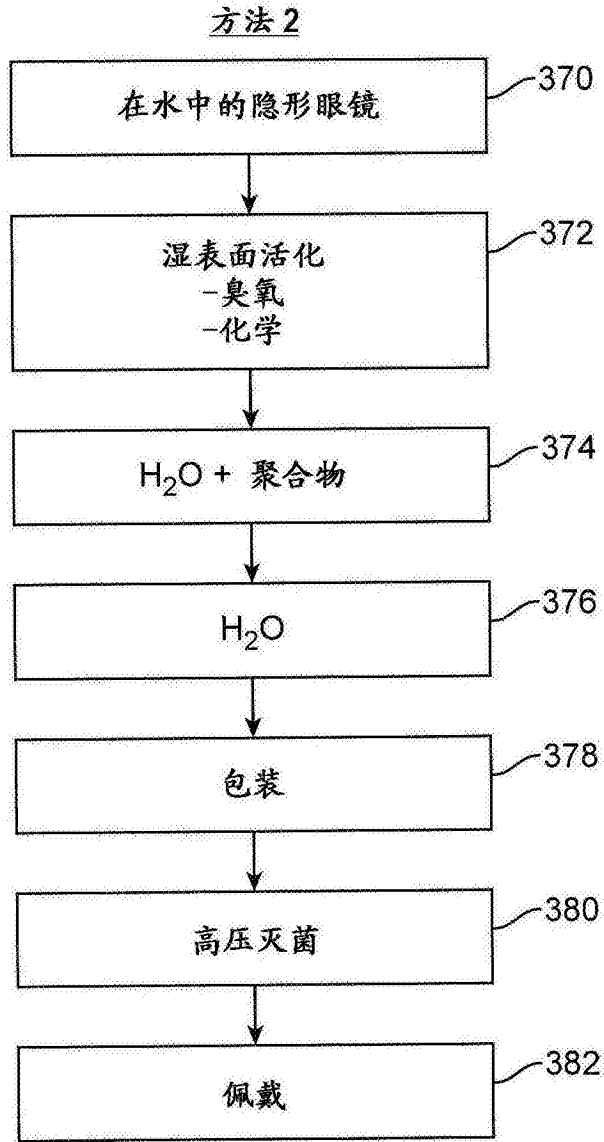 方法2
在水中的隐形眼镜
370
湿表面活化
372
-臭氧
-化学
H₂O + 聚合物
374
H₂O
376
包装
378
高压灭菌
380
佩戴
382